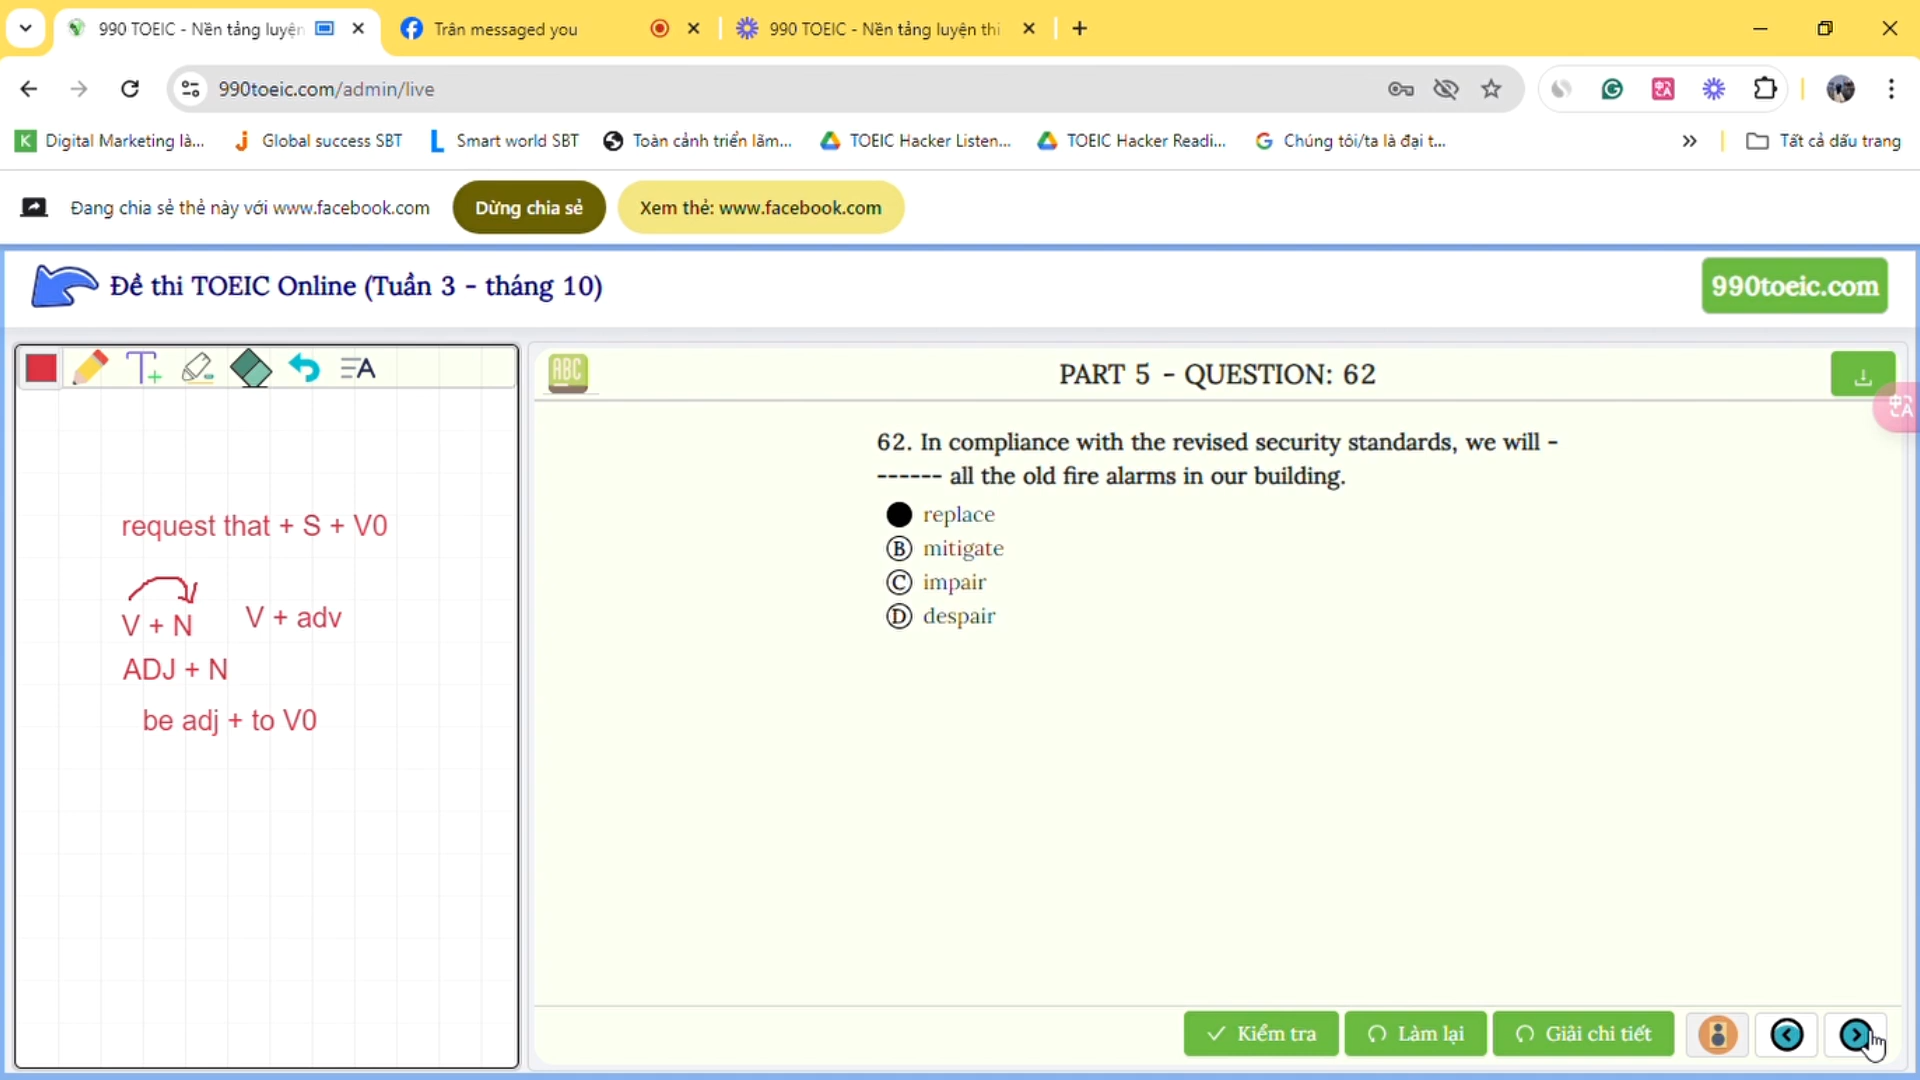 990 TOEIC - Nền tảng luyện
Trân messaged you
990 TOEIC - Nền tảng luyện thi
990toeic.com/admin/live
Digital Marketing là...
Global success SBT
Smart world SBT
Toàn cảnh triển lãm...
TOEIC Hacker Listen...
TOEIC Hacker Readi...
Chúng tôi/ta là đại t...
Tất cả dấu trang
Đang chia sẻ thẻ này với www.facebook.com
Dừng chia sẻ
Xem thẻ: www.facebook.com
Đề thi TOEIC Online (Tuần 3 - tháng 10)
990toeic.com
ABC
PART 5 - QUESTION: 62
request that + S + V0
V + N
V + adv
ADJ + N
be adj + to V0
62. In compliance with the revised security standards, we will -
------ all the old fire alarms in our building.
replace
B mitigate
C impair
D despair
Kiểm tra
Làm lại
Giải chi tiết